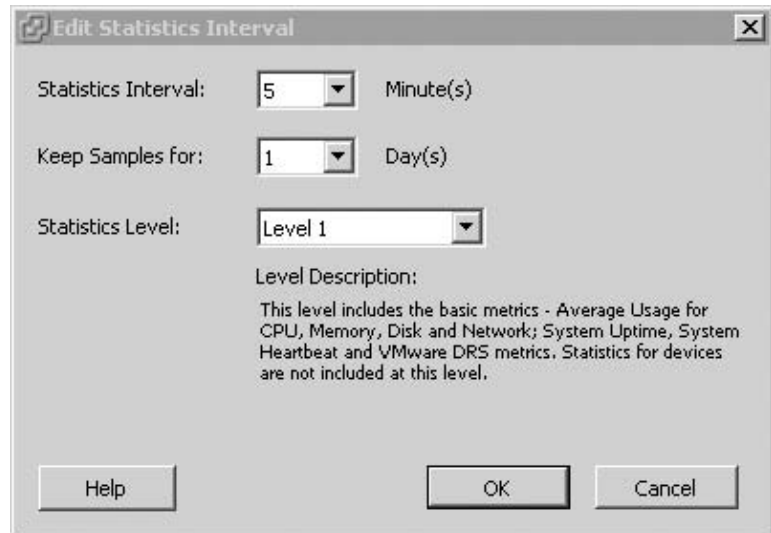 Edit Statistics Interval
Statistics Interval: 5 Minute(s)
Keep Samples for: 1 Day(s)
Statistics Level: Level 1
Level Description:
This level includes the basic metrics - Average Usage for
CPU, Memory, Disk and Network; System Uptime, System
Heartbeat and VMware DRS metrics. Statistics for devices
are not included at this level.
Help OK Cancel